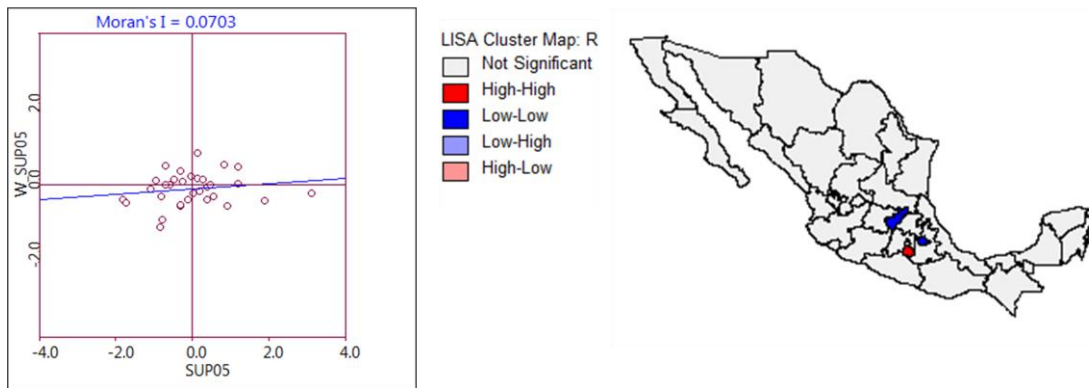 Moran's I = 0.0703
W_SUP05
2.0
0.0
-2.0
-4.0 -2.0 0.0 2.0 4.0
SUP05
LISA Cluster Map: R
Not Significant
High-High
Low-Low
Low-High
High-Low